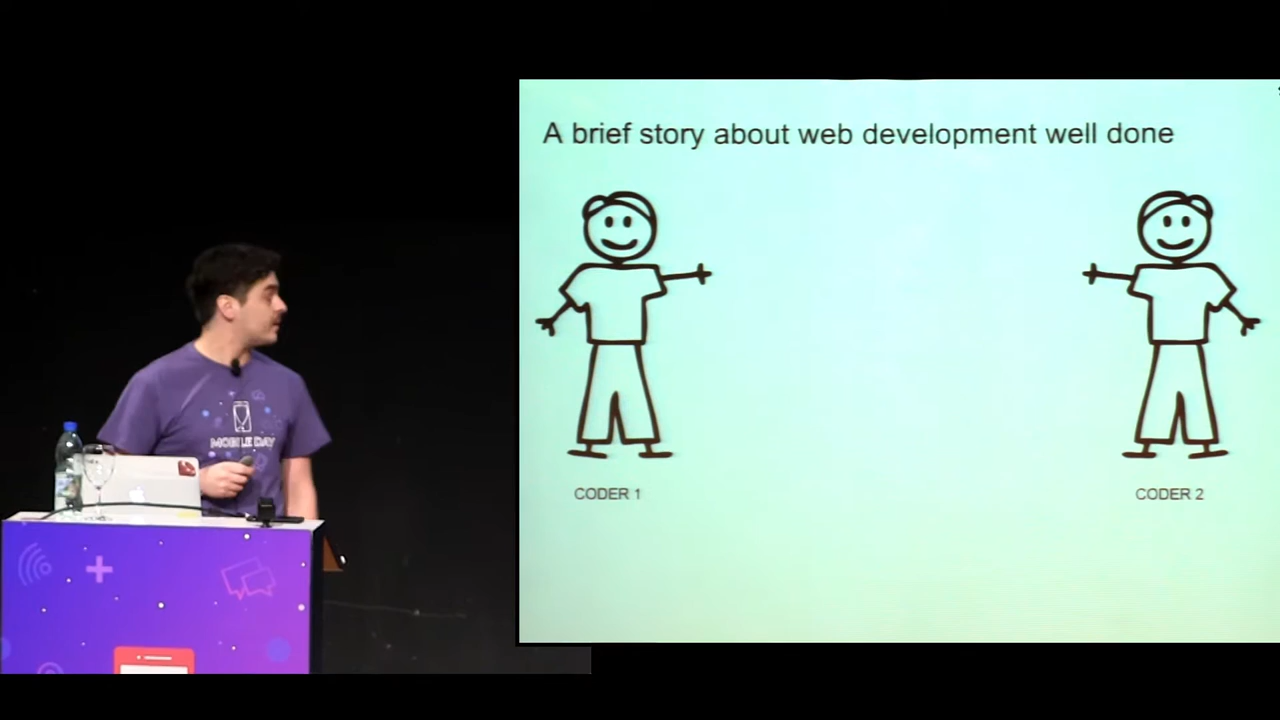 A brief story about web development well done
CODER 1
CODER 2
MOBILE DAY